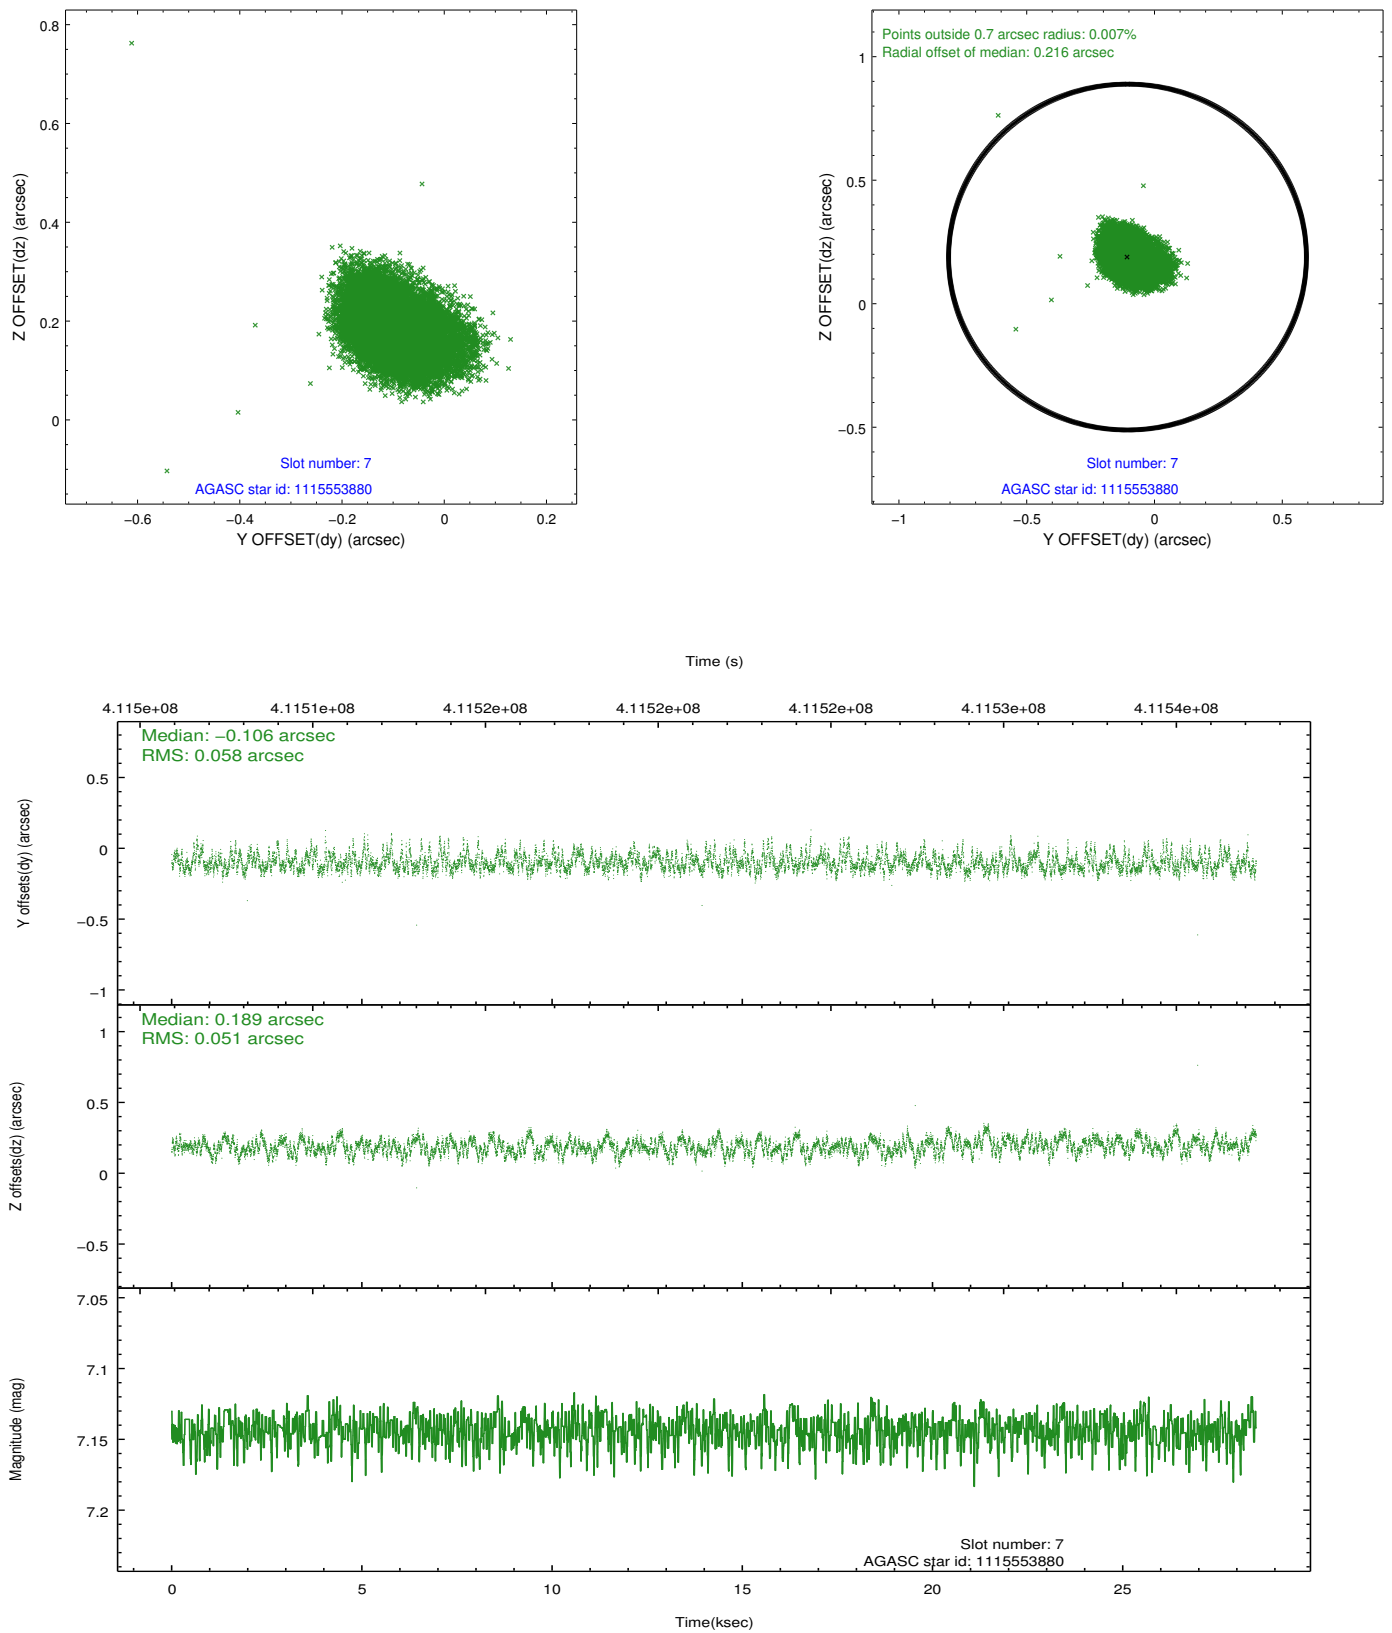 0.8
0.6
0.4
0.2
0
Z OFFSET(dz) (arcsec)
Slot number: 7
AGASC star id: 1115553880
−0.6 −0.4 −0.2 0 0.2
Y OFFSET(dy) (arcsec)
Points outside 0.7 arcsec radius: 0.007%
Radial offset of median: 0.216 arcsec
1
0.5
0
−0.5
Z OFFSET(dz) (arcsec)
Slot number: 7
AGASC star id: 1115553880
−1 −0.5 0 0.5
Y OFFSET(dy) (arcsec)
Time (s)
4.115e+08 4.1151e+08 4.1152e+08 4.1152e+08 4.1152e+08 4.1153e+08 4.1154e+08
Median: −0.106 arcsec
RMS: 0.058 arcsec
0.5
0
−0.5
−1
Y offsets(dy) (arcsec)
Median: 0.189 arcsec
RMS: 0.051 arcsec
1
0.5
0
−0.5
Z offsets(dz) (arcsec)
7.05
7.1
7.15
7.2
Magnitude (mag)
Slot number: 7
AGASC star id: 1115553880
0 5 10 15 20 25
Time(ksec)